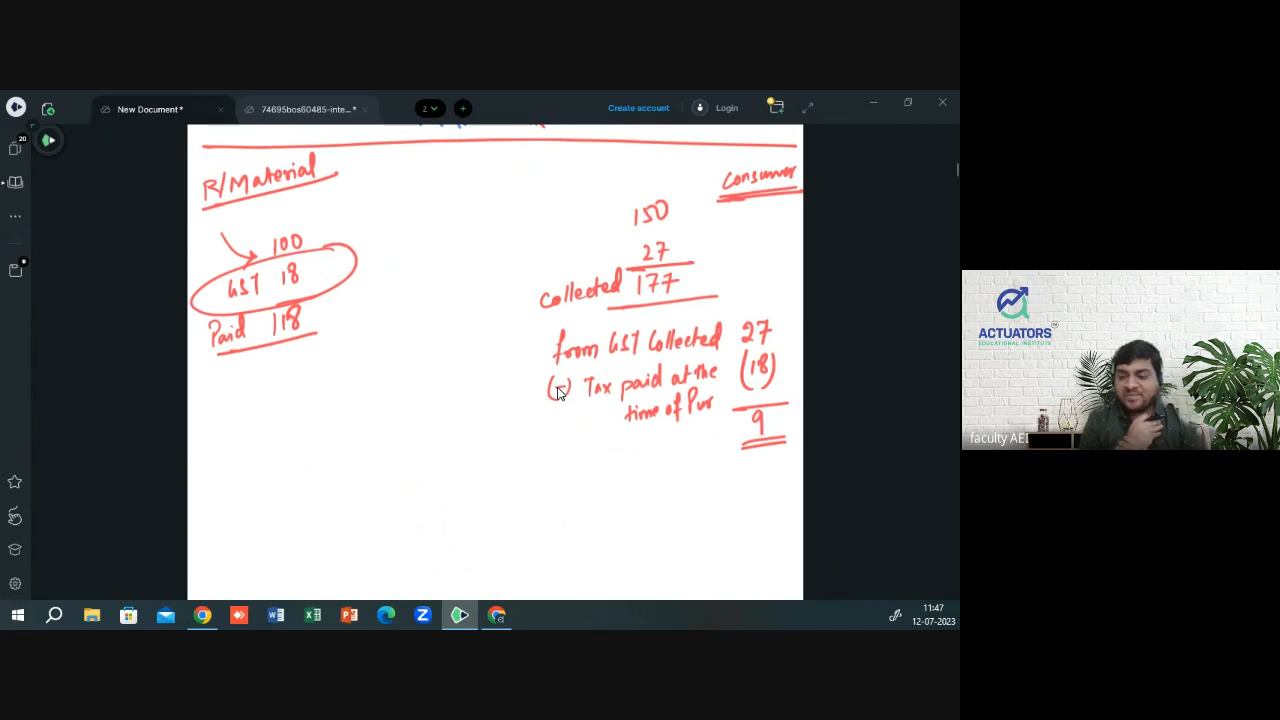 New Document*
74695bos60485-inte... *
2
Create account
Login
20
R/Material
100
GST 18
Paid 118
Consumer
150
27
Collected 177
from GST Collected 27
(-) Tax paid at the (18)
time of Pur
9
ACTUATORS
EDUCATIONAL INSTITUTE
faculty AEI
11:47
12-07-2023